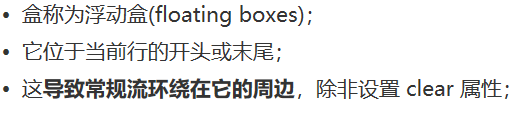 • 盒称为浮动盒(floating boxes)；
• 它位于当前行的开头或末尾；
• 这导致常规流环绕在它的周边，除非设置 clear 属性；